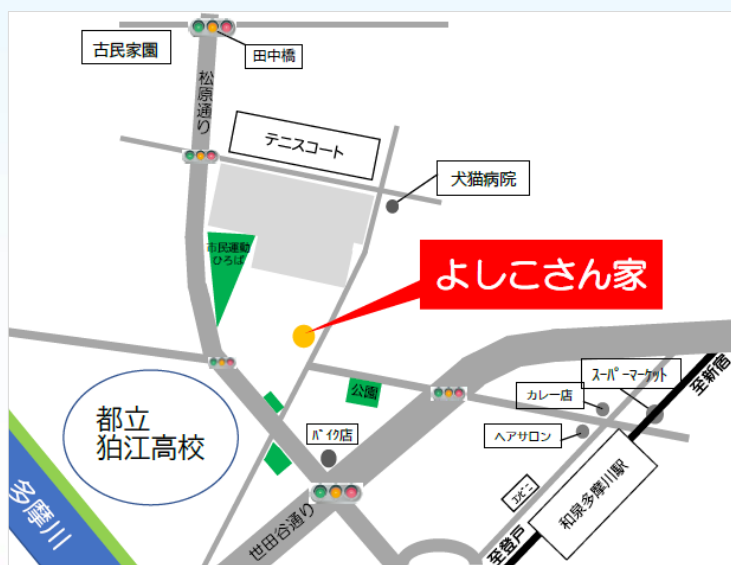 古民家園
田中橋
松原通り
テニスコート
犬猫病院
市民運動
ひろば
よしこさん家
都立
狛江高校
公園
ﾊﾞｲｸ店
カレー店
ヘアサロン
ｽｰﾊﾟｰﾏｰｹｯﾄ
至新宿
ｺﾝﾋﾞﾆ
和泉多摩川駅
至登戸
世田谷通り
多摩川